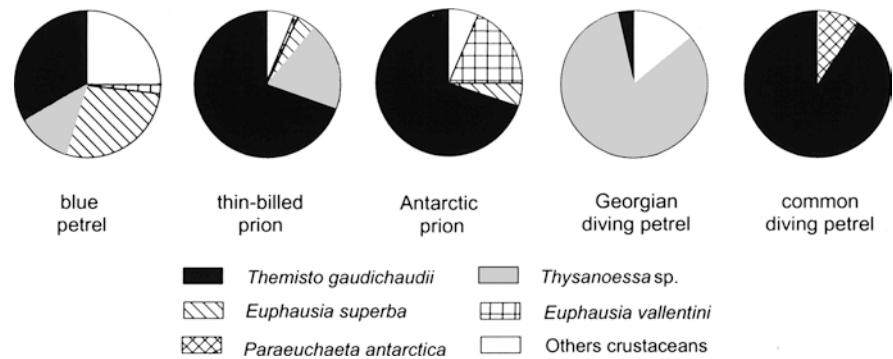 blue petrel
thin-billed prion
Antarctic prion
Georgian diving petrel
common diving petrel
Themisto gaudichaudii
Thysanoessa sp.
Euphausia superba
Euphausia vallentini
Paraeuchaeta antarctica
Others crustaceans